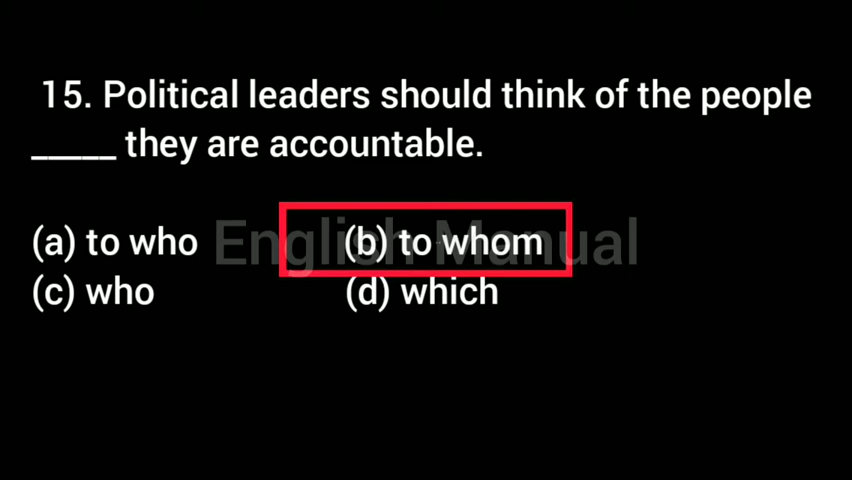 15. Political leaders should think of the people
_____ they are accountable.
(a) to who (b) to whom
English Manual
(c) who (d) which